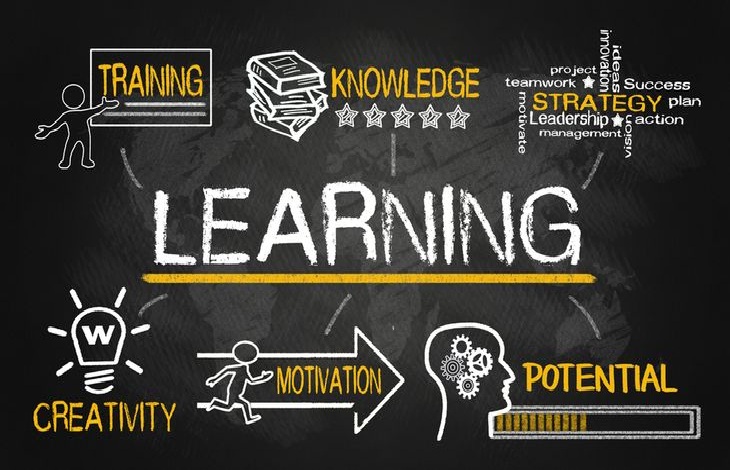 TRAINING
KNOWLEDGE
project
teamwork
innovation
ideas
Success
STRATEGY
plan
motivate
Leadership
action
management
vision
LEARNING
W
CREATIVITY
MOTIVATION
POTENTIAL